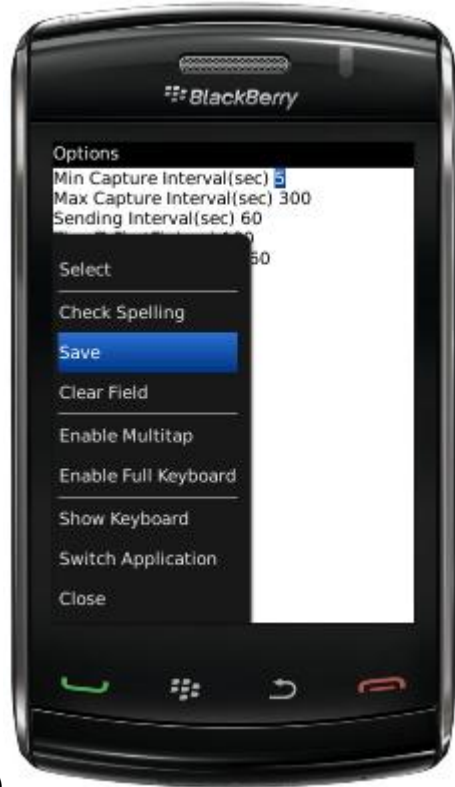 BlackBerry
Options
Min Capture Interval(sec) 5
Max Capture Interval(sec) 300
Sending Interval(sec) 60
60
Select
Check Spelling
Save
Clear Field
Enable Multitap
Enable Full Keyboard
Show Keyboard
Switch Application
Close